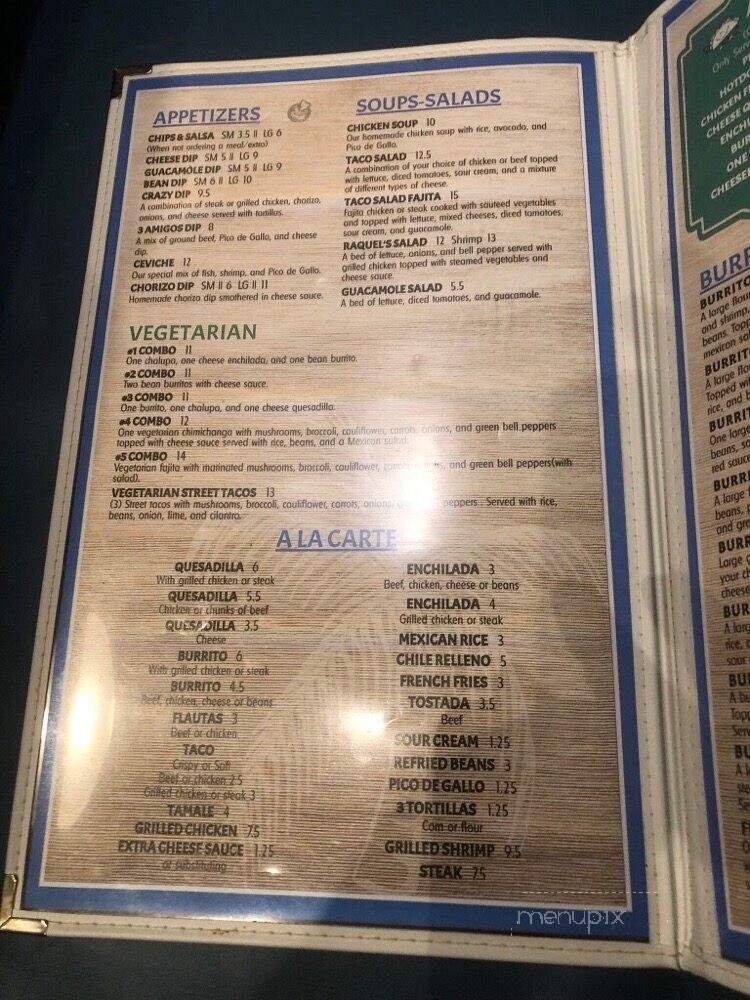 APPETIZERS
CHIPS & SALSA SM 3.5 II LG 6
(When not ordering a meal/extra)
CHEESE DIP SM 5 II LG 9
GUACAMOLE DIP SM 5 II LG 9
BEAN DIP SM 6 II LG 10
CRAZY DIP 9.5
A combination of steak or grilled chicken, chorizo,
onions, and cheese served with tortillas.
3 AMIGOS DIP 8
A mix of ground beef, Pico de Gallo, and cheese
dip.
CEVICHE 12
Our special mix of fish, shrimp, and Pico de Gallo.
CHORIZO DIP SM II 6 LG II 11
Homemade chorizo dip smothered in cheese sauce.
SOUPS-SALADS
CHICKEN SOUP 10
Our homemade chicken soup with rice, avocado, and
Pico de Gallo.
TACO SALAD 12.5
A combination of your choice of chicken or beef topped
with lettuce, diced tomatoes, sour cream, and a mixture
of different types of cheese.
TACO SALAD FAJITA 15
Fajita chicken or steak cooked with sauteed vegetables
and topped with lettuce, mixed cheeses, diced tomatoes,
sour cream, and guacamole.
RAQUEL'S SALAD 12 Shrimp 13
A bed of lettuce, onions, and bell pepper served with
grilled chicken topped with steamed vegetables and
cheese sauce.
GUACAMOLE SALAD 5.5
A bed of lettuce, diced tomatoes, and guacamole.
VEGETARIAN
#1 COMBO 11
One chalupa, one cheese enchilada, and one bean burrito.
#2 COMBO 11
Two bean burritos with cheese sauce.
#3 COMBO 11
One burrito, one chalupa, and one cheese quesadilla.
#4 COMBO 12
One vegetarian chimichanga with mushrooms, broccoli, cauliflower, carrots, onions, and green bell peppers
topped with cheese sauce served with rice, beans, and a Mexican salad.
#5 COMBO 14
Vegetarian fajita with marinated mushrooms, broccoli, cauliflower, carrots, and green bell peppers(with
salad).
VEGETARIAN STREET TACOS 13
(3) Street tacos with mushrooms, broccoli, cauliflower, carrots, onions, peppers . Served with rice,
beans, onion, lime, and cilantro.
A LA CARTE
QUESADILLA 6
With grilled chicken or steak
QUESADILLA 5.5
Chicken or chunks of beef
QUESADILLA 3.5
Cheese
BURRITO 6
With grilled chicken or steak
BURRITO 4.5
Beef, chicken, cheese or beans
FLAUTAS 3
Beef or chicken
TACO
Crispy or Soft
Beef or chicken 2.5
Grilled chicken or steak 3
TAMALE 4
GRILLED CHICKEN 7.5
EXTRA CHEESE SAUCE 1.25
or substituting
ENCHILADA 3
Beef, chicken, cheese or beans
ENCHILADA 4
Grilled chicken or steak
MEXICAN RICE 3
CHILE RELLENO 5
FRENCH FRIES 3
TOSTADA 3.5
Beef
SOUR CREAM 1.25
REFRIED BEANS 3
PICO DE GALLO 1.25
3 TORTILLAS 1.25
Corn or flour
GRILLED SHRIMP 9.5
STEAK 7.5
menupix